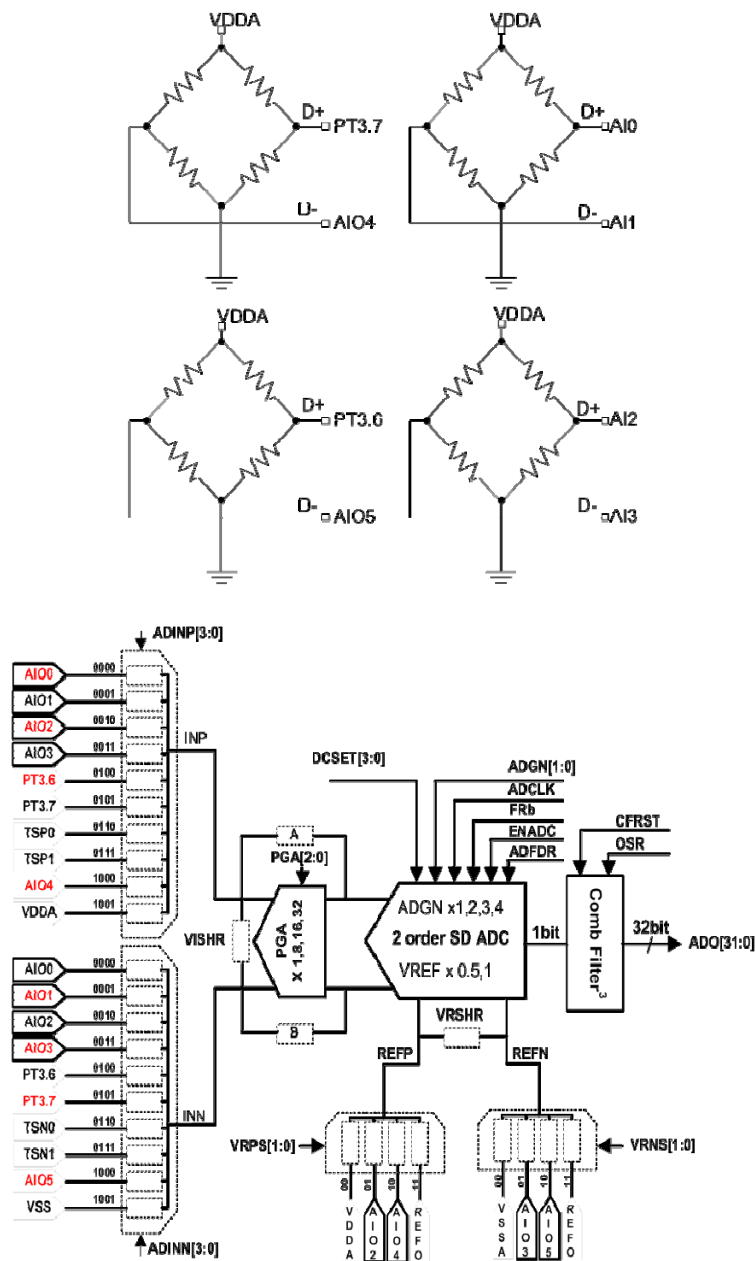 VDDA
D+
PT3.7
D-
AIO4
VDDA
D+
AI0
D-
AI1
VDDA
D+
PT3.6
D-
AIO5
VDDA
D+
AI2
D-
AI3
ADINP[3:0]
AIO0 0000
AIO1 0001
AIO2 0010
AIO3 0011
PT3.6 0100
PT3.7 0101
TSP0 0110
TSP1 0111
AIO4 1000
VDDA 1001
INP
AIO0 0000
AIO1 0001
AIO2 0010
AIO3 0011
PT3.6 0100
PT3.7 0101
TSN0 0110
TSN1 0111
AIO5 1000
VSS 1001
INN
ADINN[3:0]
VISHR
A
PGA[2:0]
PGA
X 1,8,16,32
B
DCSET[3:0]
ADGN[1:0]
ADCLK
FRb
ENADC
ADFDR
ADGN x1,2,3,4
2 order SD ADC
VREF x 0.5,1
1bit
CFRST
OSR
Comb Filter3
32bit
ADO[31:0]
VRSHR
REFP
REFN
VRPS[1:0]
00 01 10 11
VDDA
AIO2
AIO4
REFO
VRNS[1:0]
00 01 10 11
VSSA
AIO3
AIO5
REFO